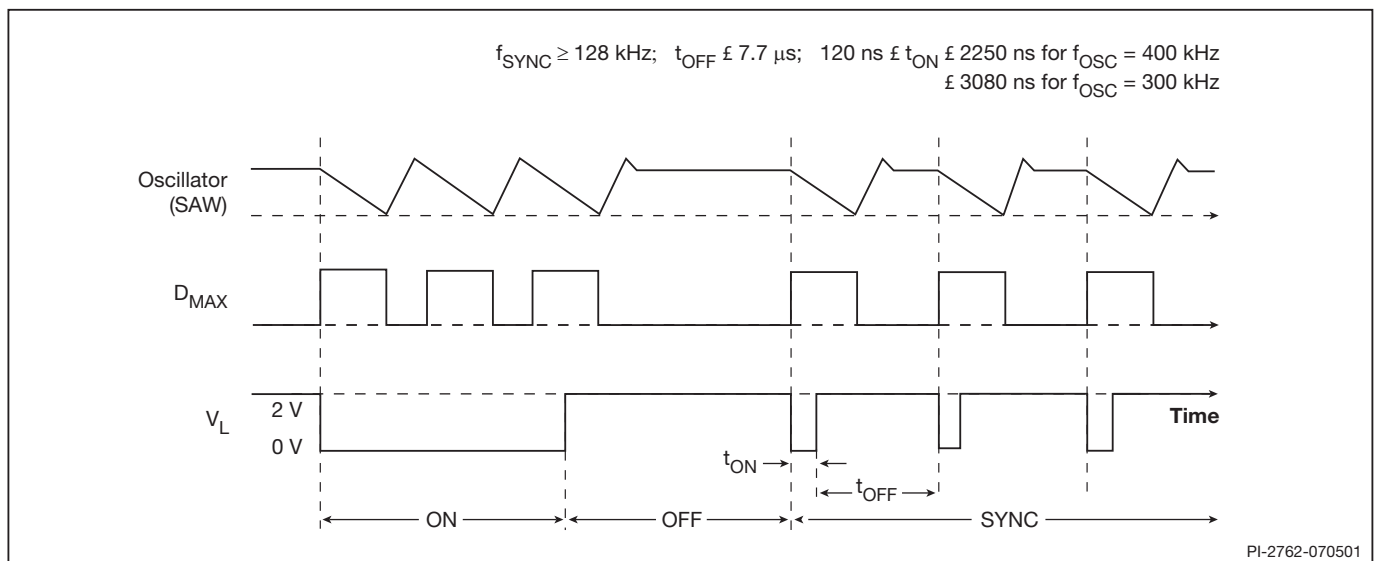 fSYNC ≥ 128 kHz; tOFF £ 7.7 µs; 120 ns £ tON £ 2250 ns for fOSC = 400 kHz
£ 3080 ns for fOSC = 300 kHz
Oscillator
(SAW)
DMAX
VL
2 V
0 V
Time
tON
tOFF
ON
OFF
SYNC
PI-2762-070501